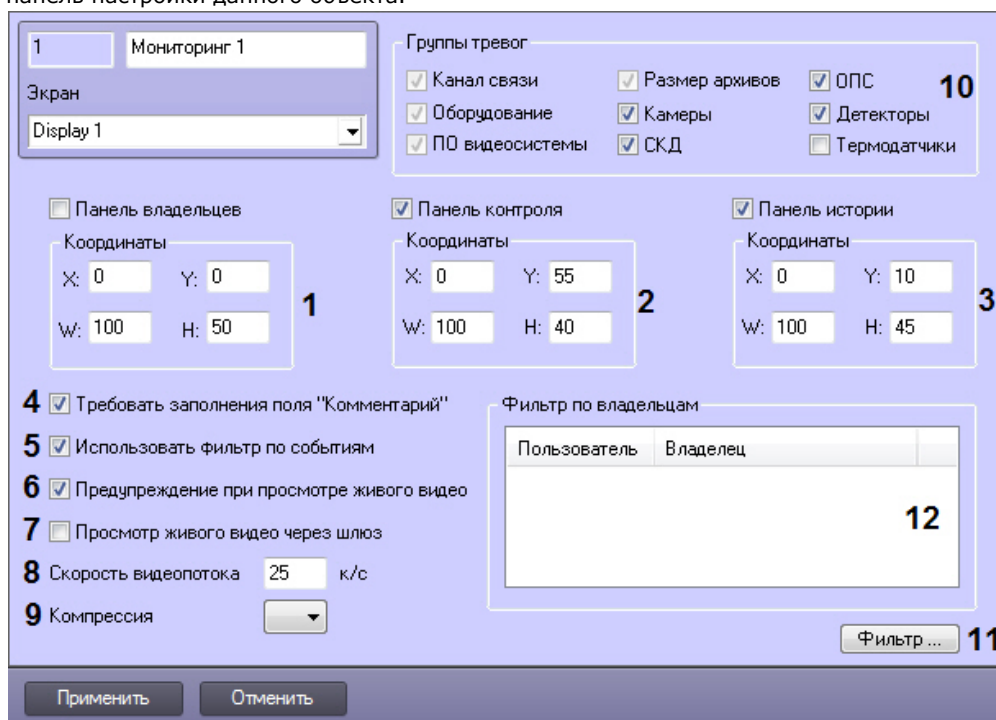 панель настройки данного объекта.
1 Мониторинг 1
Экран
Display 1
Группы тревог
Канал связи Размер архивов ОПС 10
Оборудование Камеры Детекторы
ПО видеосистемы СКД Термодатчики
Панель владельцев Панель контроля Панель истории
Координаты Координаты Координаты
X: 0 Y: 0 X: 0 Y: 55 X: 0 Y: 10
1 2 3
W: 100 H: 50 W: 100 H: 40 W: 100 H: 45
4 Требовать заполнения поля "Комментарий"
5 Использовать фильтр по событиям
6 Предупреждение при просмотре живого видео
7 Просмотр живого видео через шлюз
8 Скорость видеопотока 25 к/с
9 Компрессия
Фильтр по владельцам
Пользователь Владелец
12
Фильтр ... 11
Применить Отменить